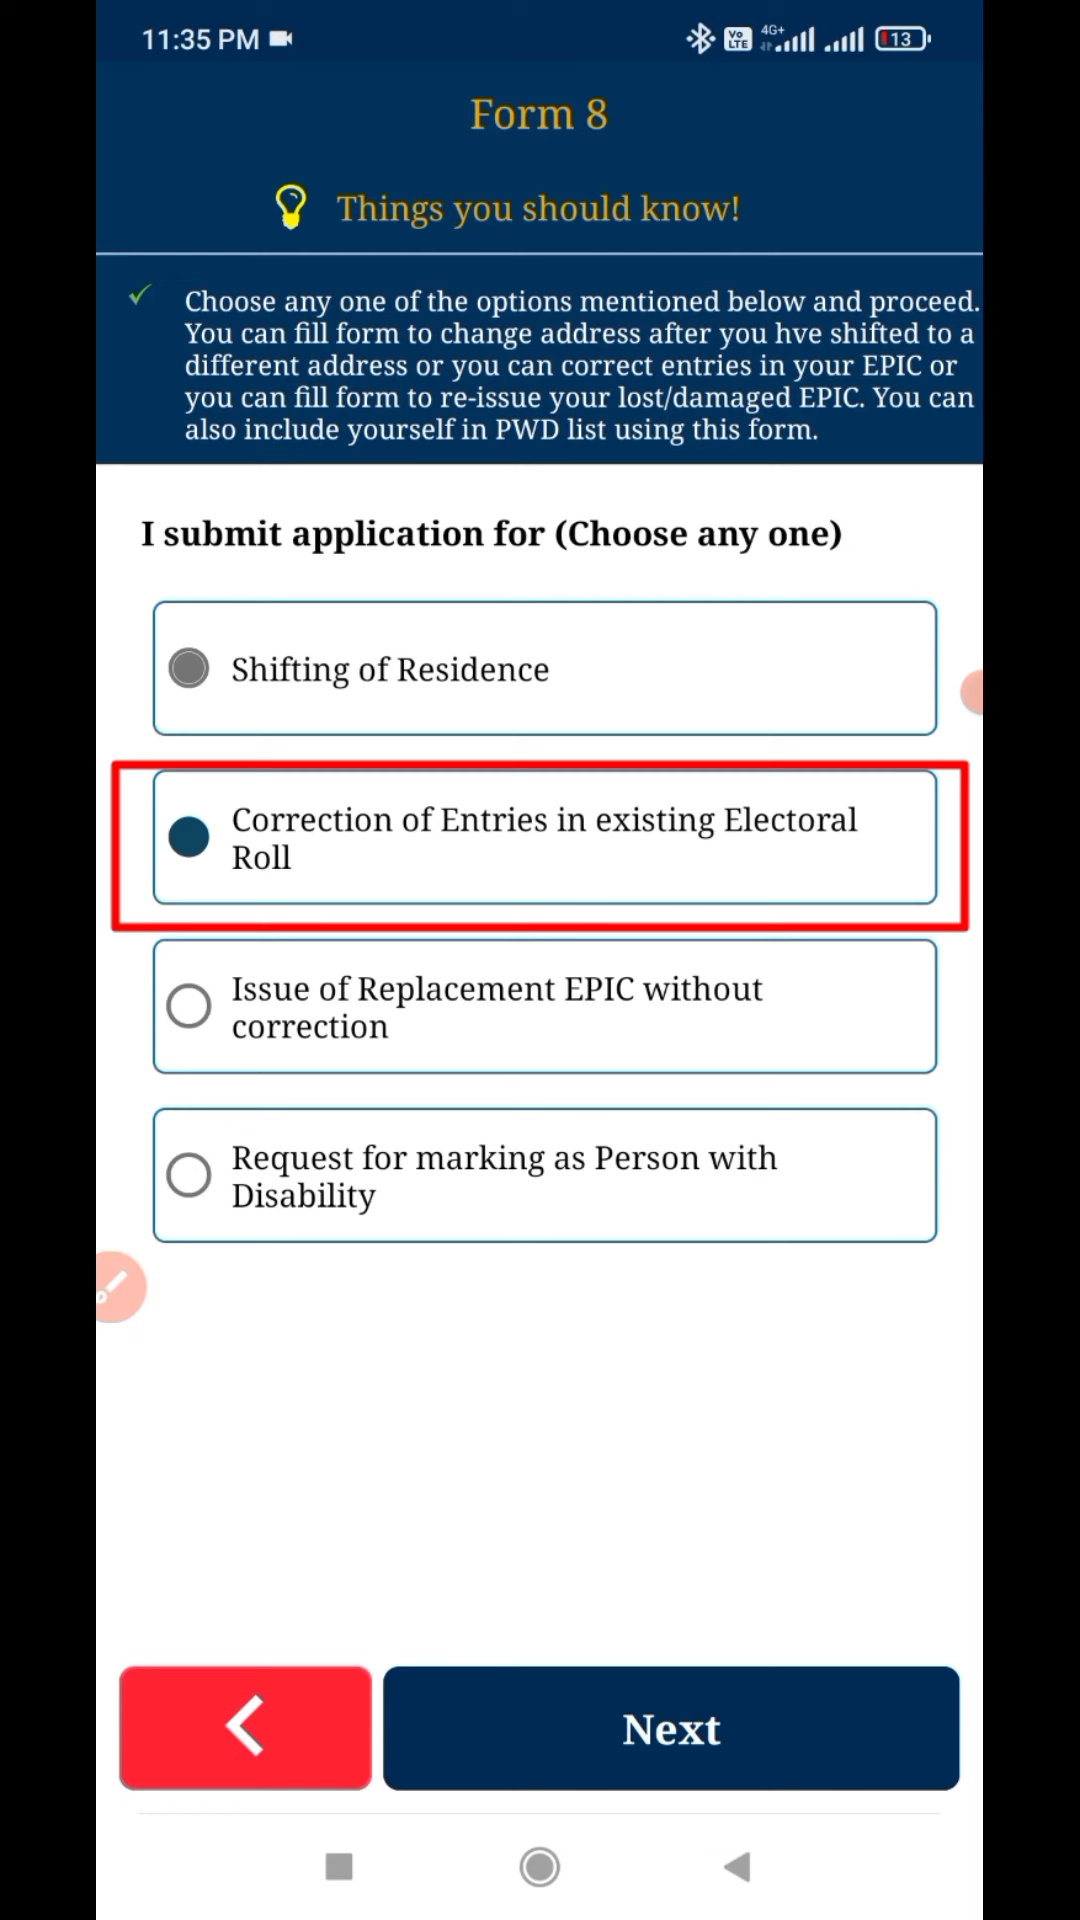 11:35 PM
Vo LTE 4G+ 13
Form 8
Things you should know!
Choose any one of the options mentioned below and proceed.
You can fill form to change address after you hve shifted to a
different address or you can correct entries in your EPIC or
you can fill form to re-issue your lost/damaged EPIC. You can
also include yourself in PWD list using this form.
I submit application for (Choose any one)
Shifting of Residence
Correction of Entries in existing Electoral
Roll
Issue of Replacement EPIC without
correction
Request for marking as Person with
Disability
Next